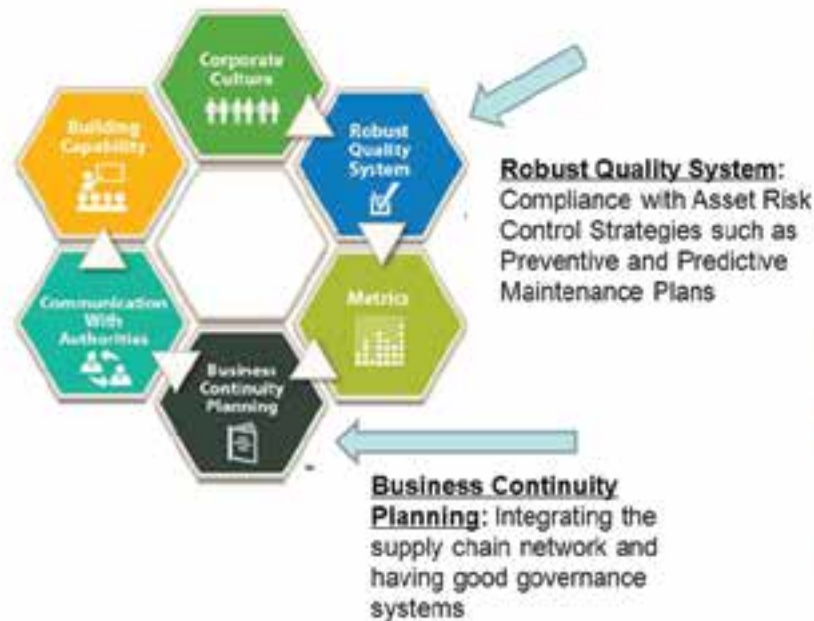 Corporate
Culture
Building
Capability
Robust
Quality
System
Robust Quality System:
Compliance with Asset Risk
Control Strategies such as
Preventive and Predictive
Maintenance Plans
Communication
With
Authorities
Metrics
Business
Continuity
Planning
Business Continuity
Planning: Integrating the
supply chain network and
having good governance
systems